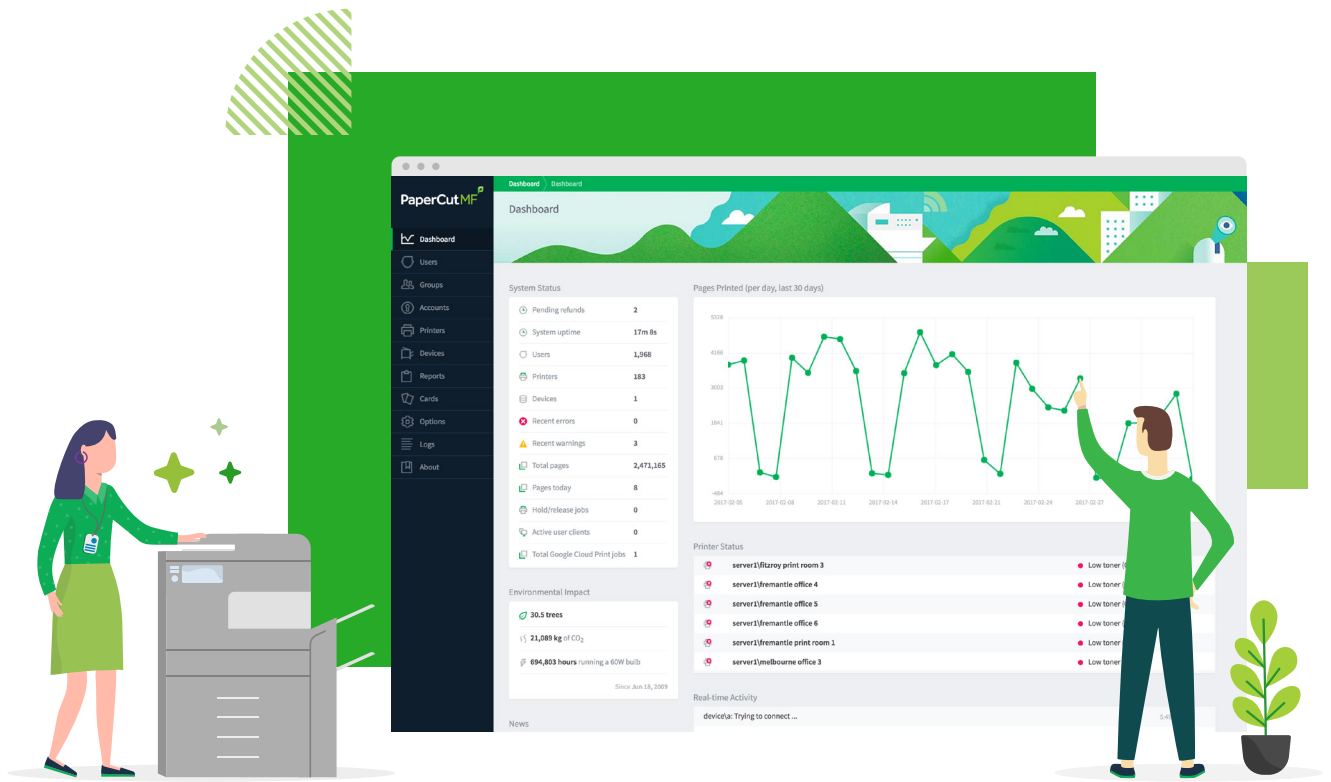 PaperCut MF
Dashboard
Users
Groups
Accounts
Printers
Devices
Reports
Cards
Options
Logs
About
Dashboard Dashboard
Dashboard
System Status
Pending refunds 2
System uptime 17m 8s
Users 1,968
Printers 183
Devices 1
Recent errors 0
Recent warnings 3
Total pages 2,471,165
Pages today 8
Hold/release jobs 0
Active user clients 0
Total Google Cloud Print jobs 1
Environmental Impact
30.5 trees
21,089 kg of CO2
694,803 hours running a 60W bulb
Since Jun 18, 2009
News
Pages Printed (per day, last 30 days)
5328
4166
3003
1841
678
-484
2017-02-05 2017-02-08 2017-02-11 2017-02-14 2017-02-17 2017-02-21 2017-02-24 2017-02-27
Printer Status
server1\fitzroy print room 3 Low toner
server1\fremantle office 4 Low toner
server1\fremantle office 5 Low toner
server1\fremantle office 6 Low toner
server1\fremantle print room 1 Low toner
server1\melbourne office 3 Low toner
Real-time Activity
device\a: Trying to connect ...